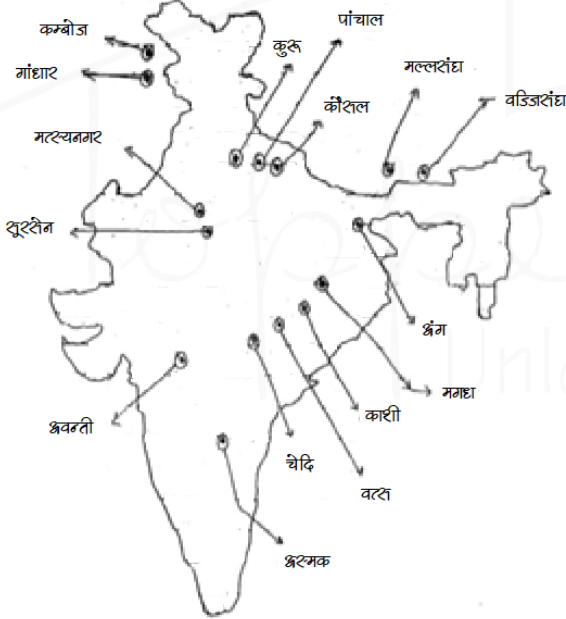 पांचाल
कम्बोज
कुरू
मल्लसंघ
गांधार
वज्जिसंघ
कौसल
मत्स्यनगर
सूरसेन
अंग
मगध
काशी
अवन्ती
चेदि
वत्स
अस्मक